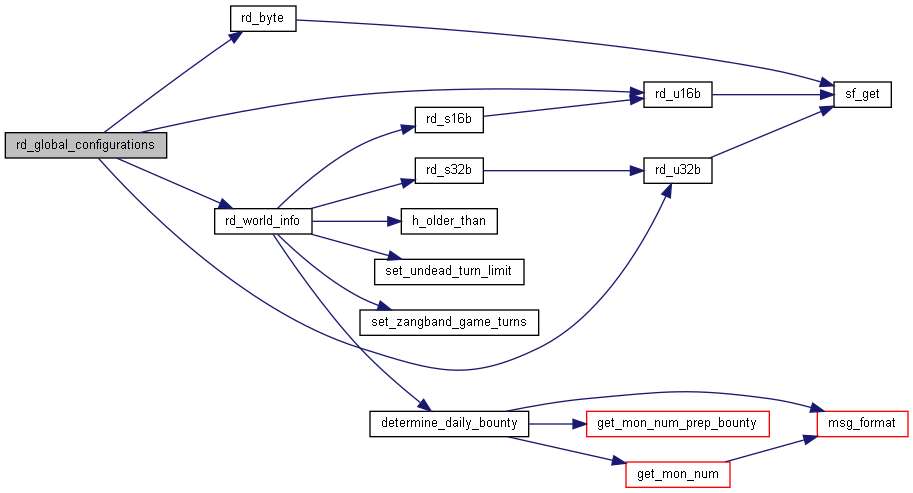 rd_byte
rd_u16b
sf_get
rd_s16b
rd_global_configurations
rd_s32b
rd_u32b
rd_world_info
h_older_than
set_undead_turn_limit
set_zangband_game_turns
determine_daily_bounty
get_mon_num_prep_bounty
msg_format
get_mon_num